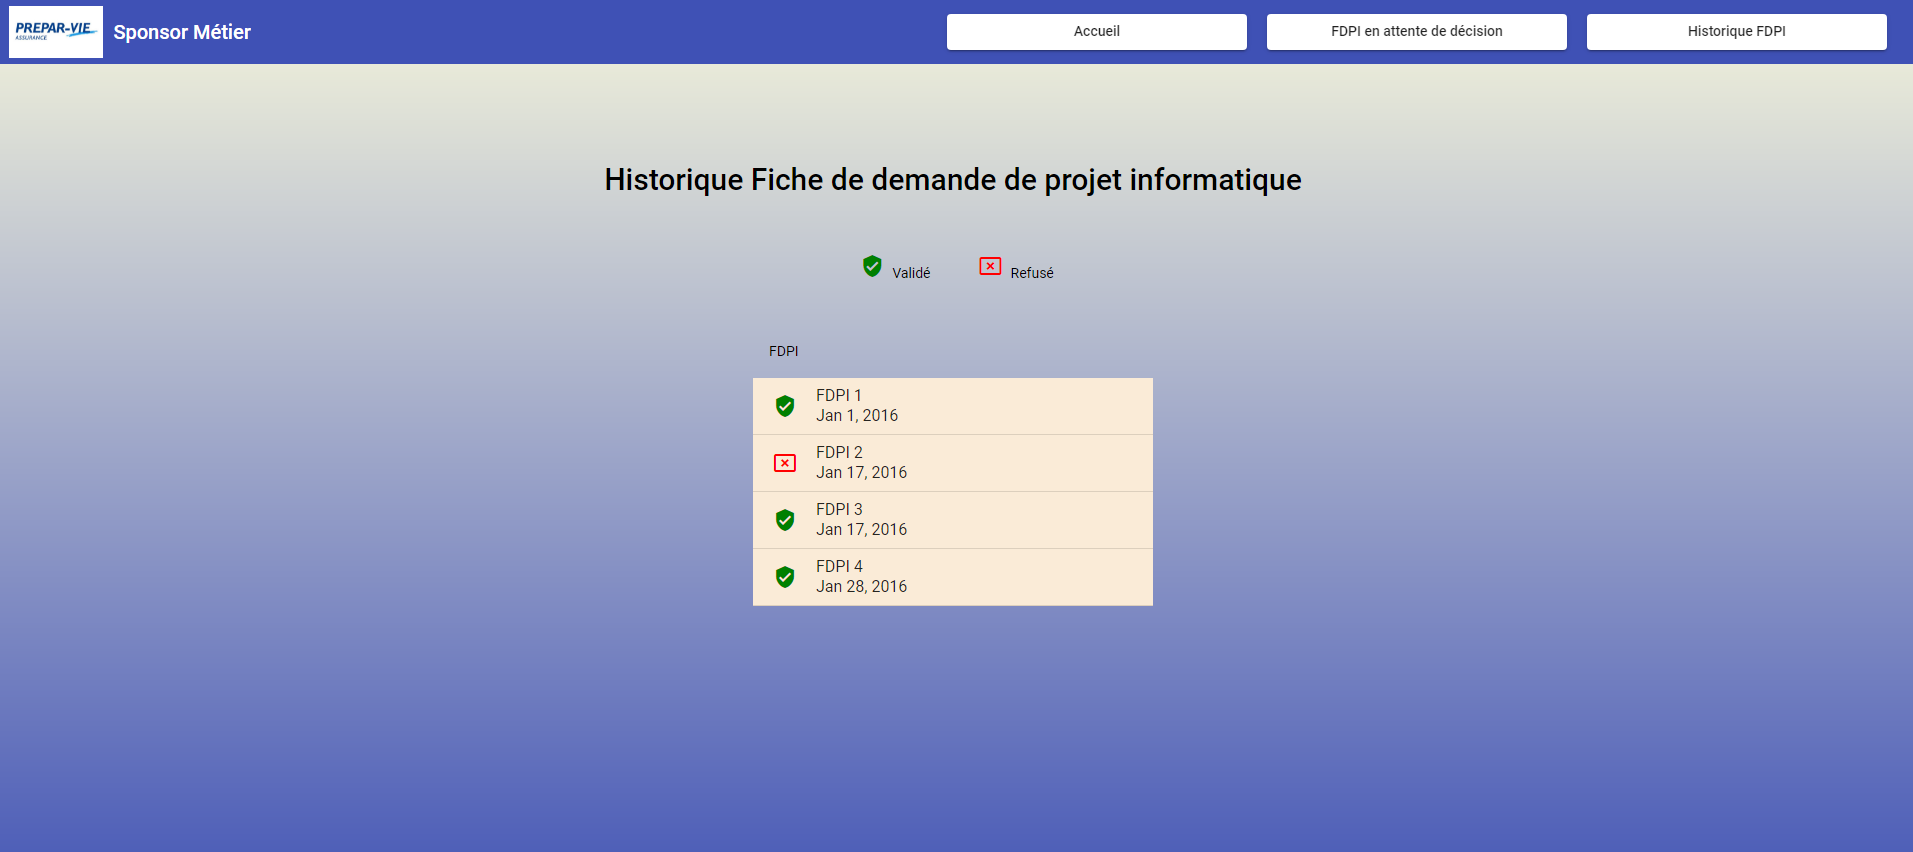 PREPAR-VIE
ASSURANCE
Sponsor Métier
Accueil
FDPI en attente de décision
Historique FDPI
Historique Fiche de demande de projet informatique
Validé
Refusé
FDPI
FDPI 1
Jan 1, 2016
FDPI 2
Jan 17, 2016
FDPI 3
Jan 17, 2016
FDPI 4
Jan 28, 2016